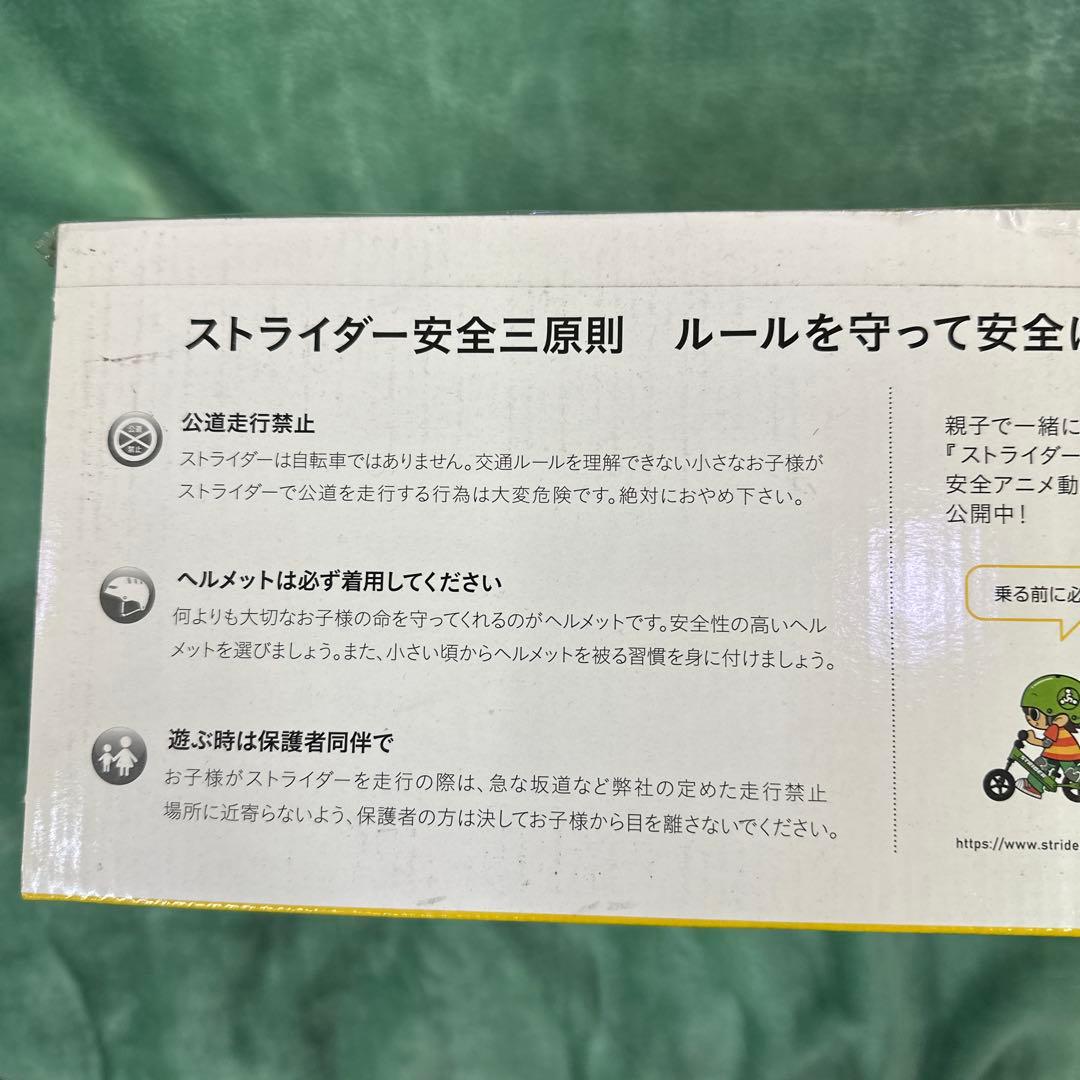 ストライダー安全三原則　ルールを守って安全に
公道走行禁止
ストライダーは自転車ではありません。交通ルールを理解できない小さなお子様が
ストライダーで公道を走行する行為は大変危険です。絶対におやめ下さい。
公道
禁止
ヘルメットは必ず着用してください
何よりも大切なお子様の命を守ってくれるのがヘルメットです。安全性の高いヘル
メットを選びましょう。また、小さい頃からヘルメットを被る習慣を身に付けましょう。
遊ぶ時は保護者同伴で
お子様がストライダーを走行の際は、急な坂道など弊社の定めた走行禁止
場所に近寄らないよう、保護者の方は決してお子様から目を離さないでください。
親子で一緒に
『ストライダー
安全アニメ動
公開中！
乗る前に必
https://www.stride